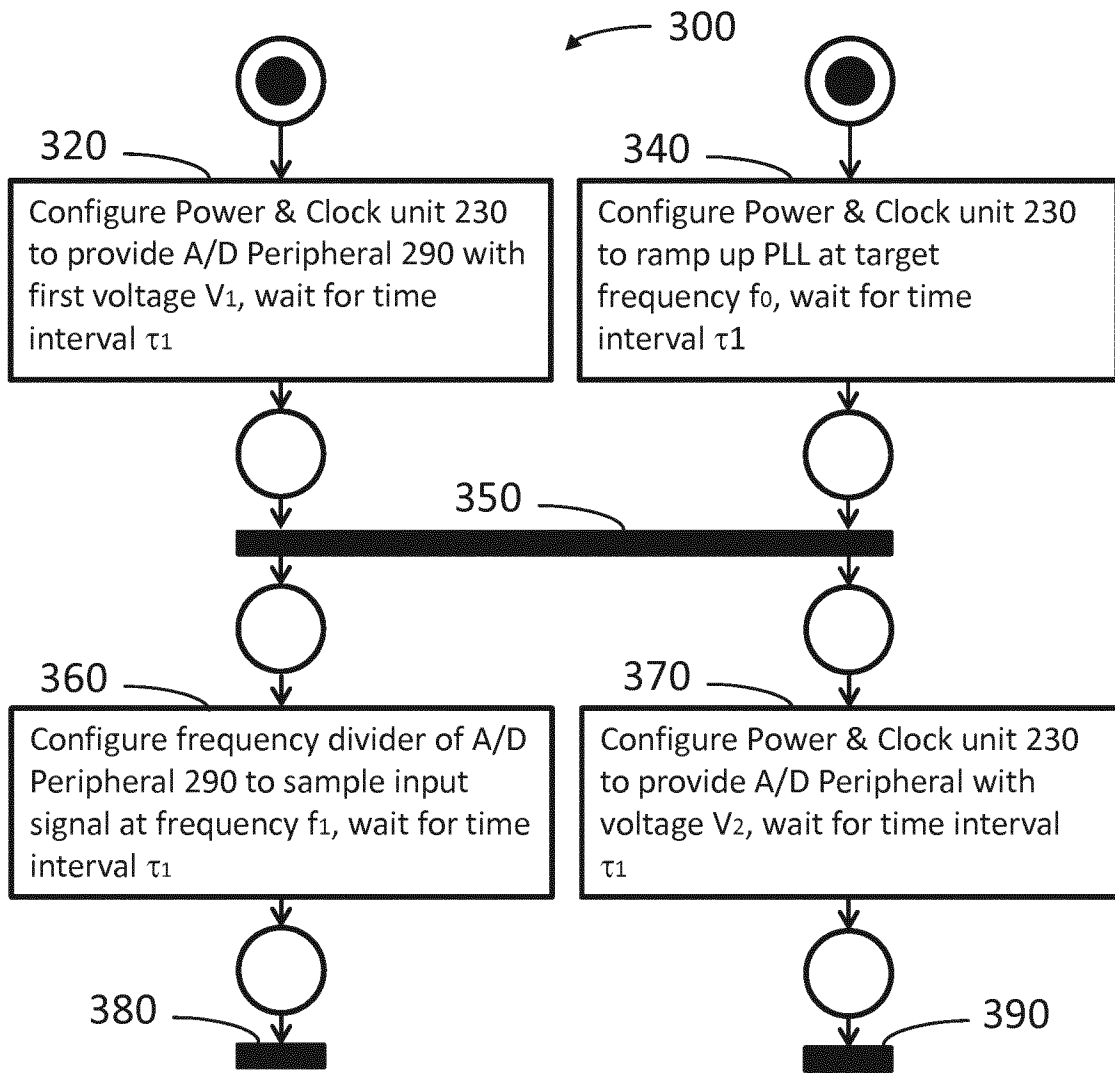 300
320
Configure Power & Clock unit 230
to provide A/D Peripheral 290 with
first voltage V₁, wait for time
interval τ₁
340
Configure Power & Clock unit 230
to ramp up PLL at target
frequency f₀, wait for time
interval τ1
350
360
Configure frequency divider of A/D
Peripheral 290 to sample input
signal at frequency f₁, wait for time
interval τ₁
370
Configure Power & Clock unit 230
to provide A/D Peripheral with
voltage V₂, wait for time interval
τ₁
380
390